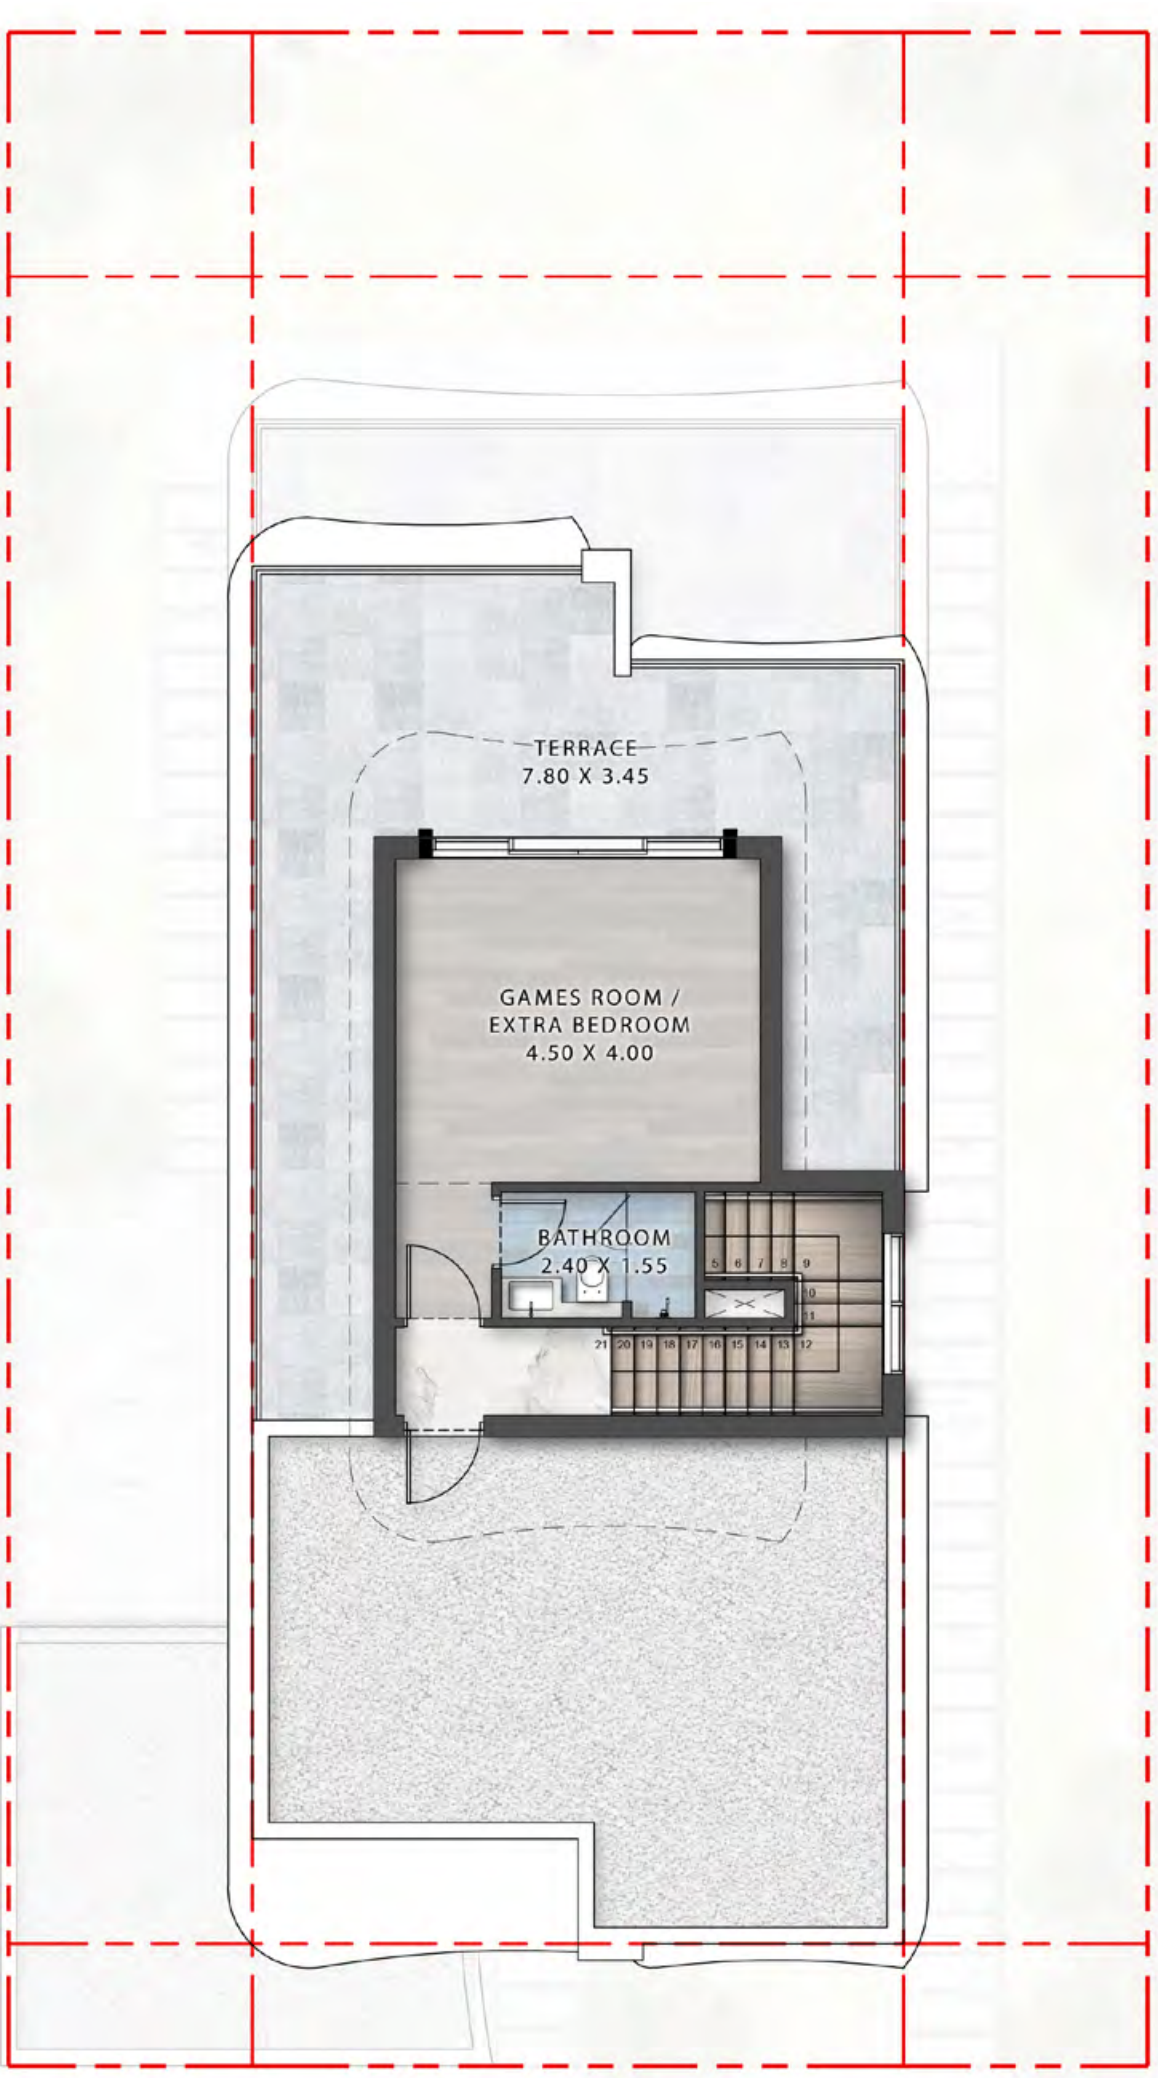 TERRACE
7.80 X 3.45
GAMES ROOM /
EXTRA BEDROOM
4.50 X 4.00
BATHROOM
2.40 X 1.55
5 6 7 8 9
10
11
21 20 19 18 17 16 15 14 13 12